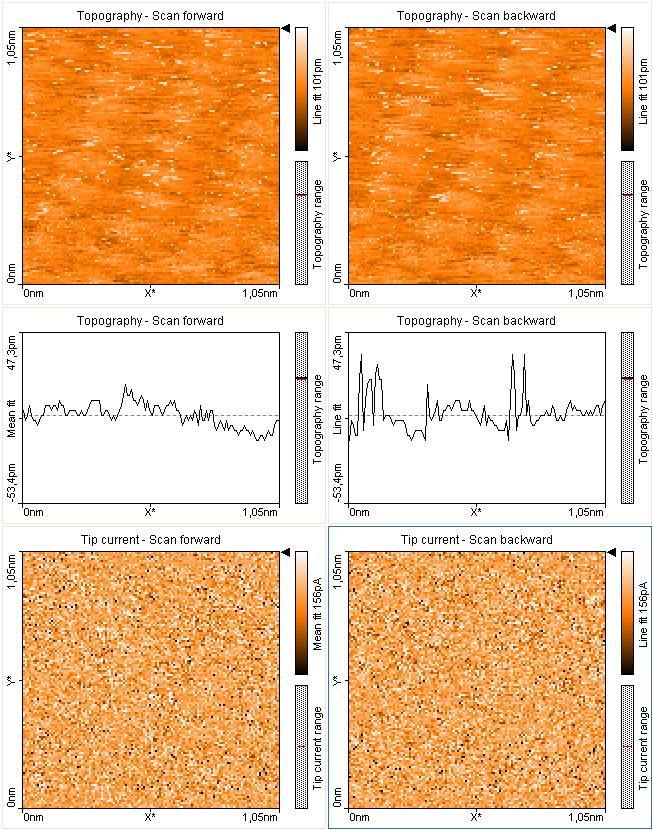 Topography - Scan forward
1,05nm
Y*
0nm
0nm X* 1,05nm
Line fit 101pm
Topography range
Topography - Scan backward
1,05nm
Y*
0nm
0nm X* 1,05nm
Line fit 101pm
Topography range
Topography - Scan forward
47,3pm
Mean fit
-53,4pm
0nm X* 1,05nm
Topography range
Topography - Scan backward
47,3pm
Line fit
-53,4pm
0nm X* 1,05nm
Topography range
Tip current - Scan forward
1,05nm
Y*
0nm
0nm X* 1,05nm
Mean fit 156pA
Tip current range
Tip current - Scan backward
1,05nm
Y*
0nm
0nm X* 1,05nm
Line fit 156pA
Tip current range